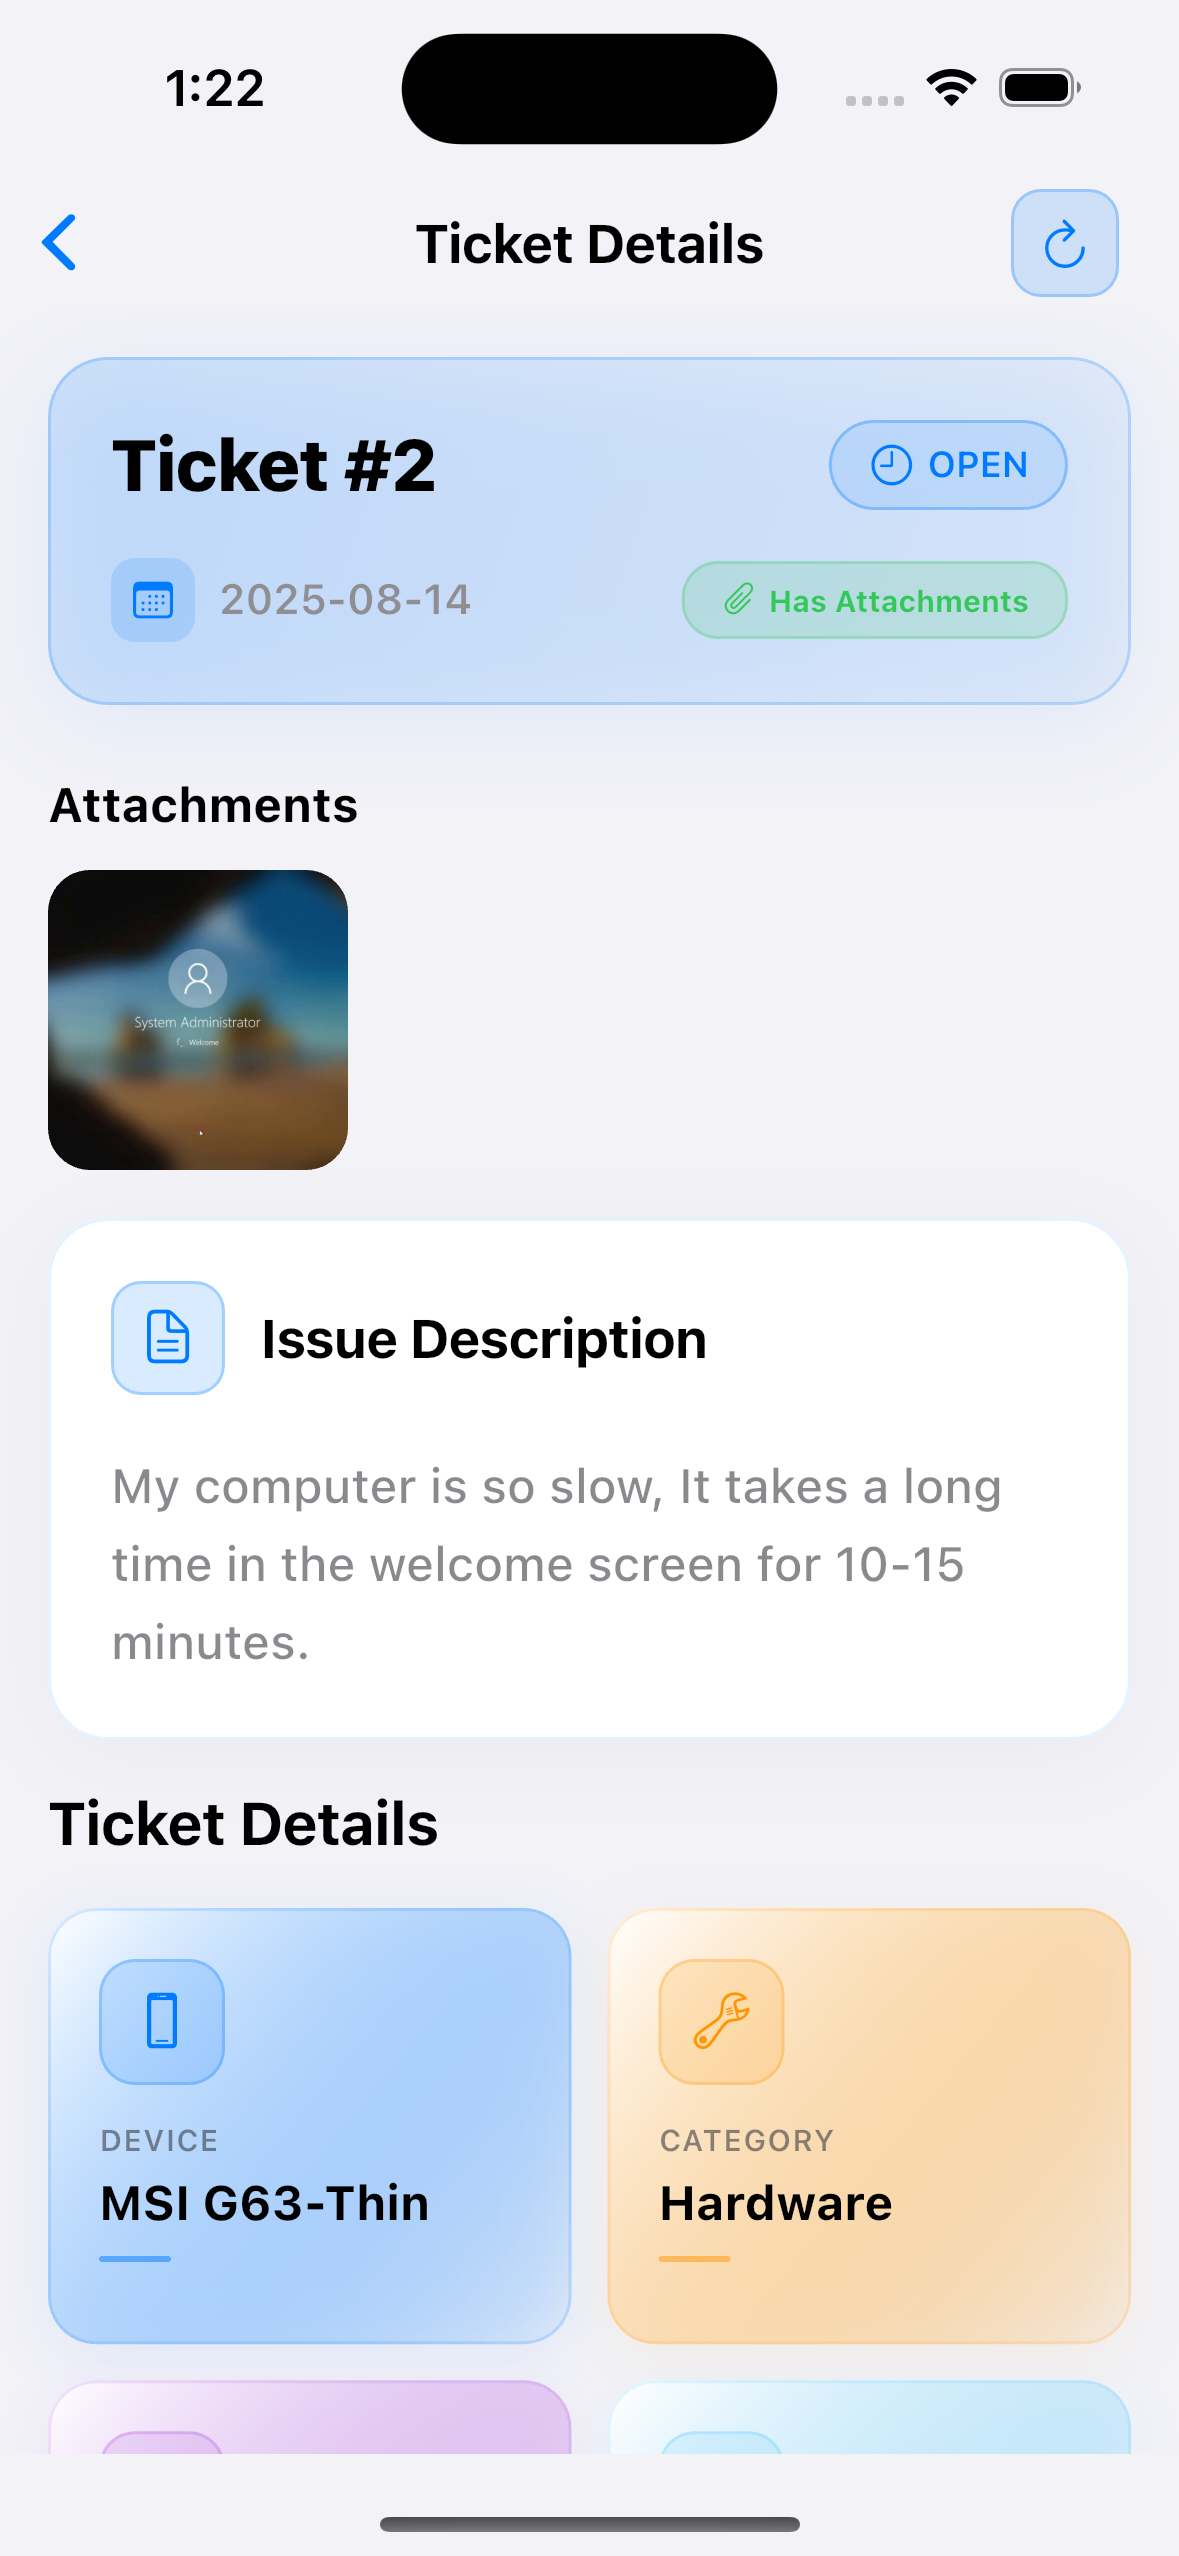 1:22
Ticket Details
Ticket #2
OPEN
2025-08-14
Has Attachments
Attachments
System Administrator
Welcome
Issue Description
My computer is so slow, It takes a long
time in the welcome screen for 10-15
minutes.
Ticket Details
DEVICE
MSI G63-Thin
CATEGORY
Hardware